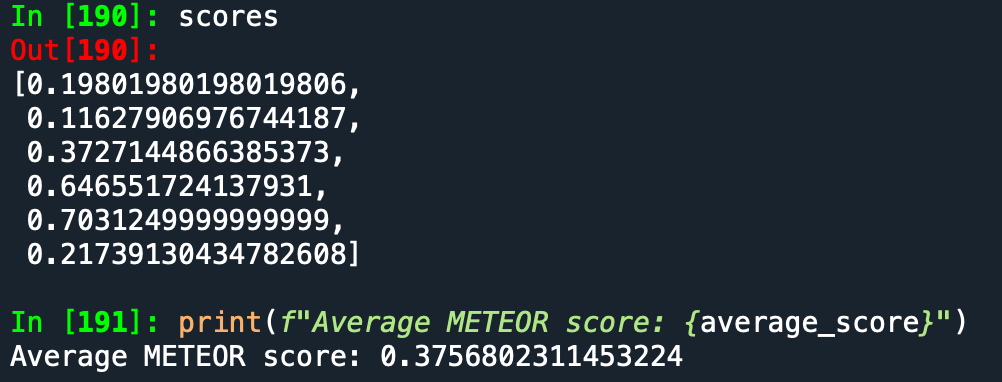 In [190]: scores
Out[190]:
[0.19801980198019806,
0.11627906976744187,
0.3727144866385373,
0.646551724137931,
0.7031249999999999,
0.21739130434782608]
In [191]: print(f"Average METEOR score: {average_score}")
Average METEOR score: 0.3756802311453224